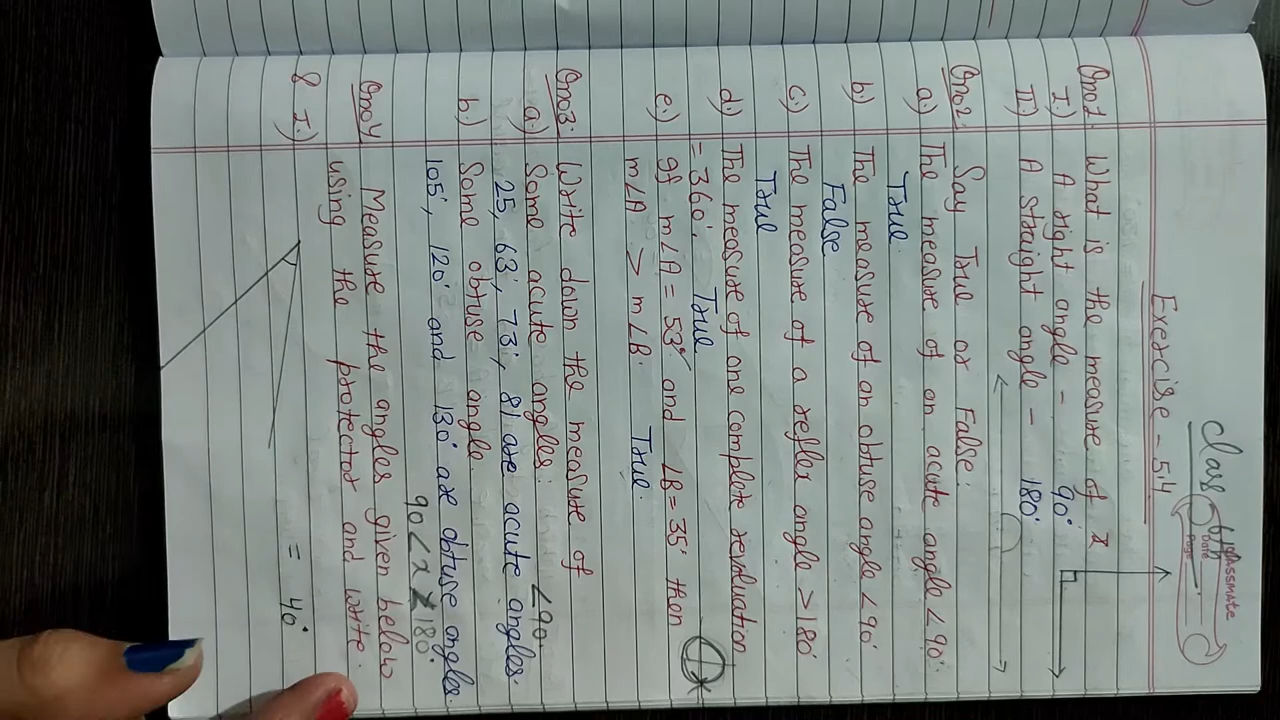 class 6th
classmate
Date
Page
Exercise - 5.4
Qno1. What is the measure of x
I.) A right angle - 90°
II.) A straight angle - 180°
Qno2. Say True or False:
a.) The measure of an acute angle < 90°.
True
b.) The measure of an obtuse angle < 90°
False
c.) The measure of a reflex angle > 180°
True
d.) The measure of one complete revaluation
= 360°. True
e.) If m∠A = 53° and ∠B = 35° then
m∠A > m∠B. True.
Qno3. Write down the measure of
a.) Some acute angles: <90°
25, 63°, 73°, 81 are acute angles.
b.) Some obtuse angle.
105°, 120° and 130° are obtuse angles.
90 < x < 180°
Qno4 Measure the angles given below
using the protector and write.
8 I.) = 40°